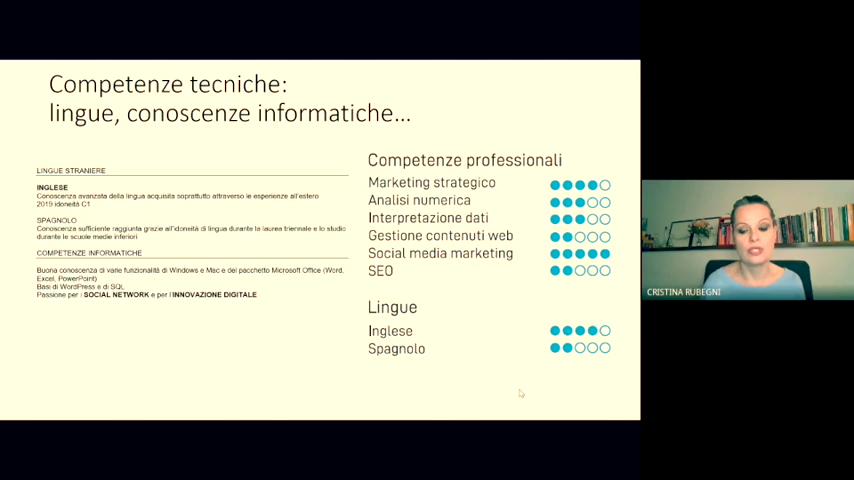 Competenze tecniche:
lingue, conoscenze informatiche...
LINGUE STRANIERE
INGLESE
Conoscenza avanzata della lingua acquisita soprattutto attraverso le esperienze all'estero
2019 idoneità C1
SPAGNOLO
Conoscenza sufficiente raggiunta grazie all'idoneità di lingua durante la laurea triennale e lo studio
durante le scuole medie inferiori
COMPETENZE INFORMATICHE
Buona conoscenza di varie funzionalità di Windows e Mac e del pacchetto Microsoft Office (Word,
Excel, PowerPoint)
Basi di WordPress e di SQL
Passione per i SOCIAL NETWORK e per l'INNOVAZIONE DIGITALE
Competenze professionali
Marketing strategico
Analisi numerica
Interpretazione dati
Gestione contenuti web
Social media marketing
SEO
Lingue
Inglese
Spagnolo
CRISTINA RUBEGNI